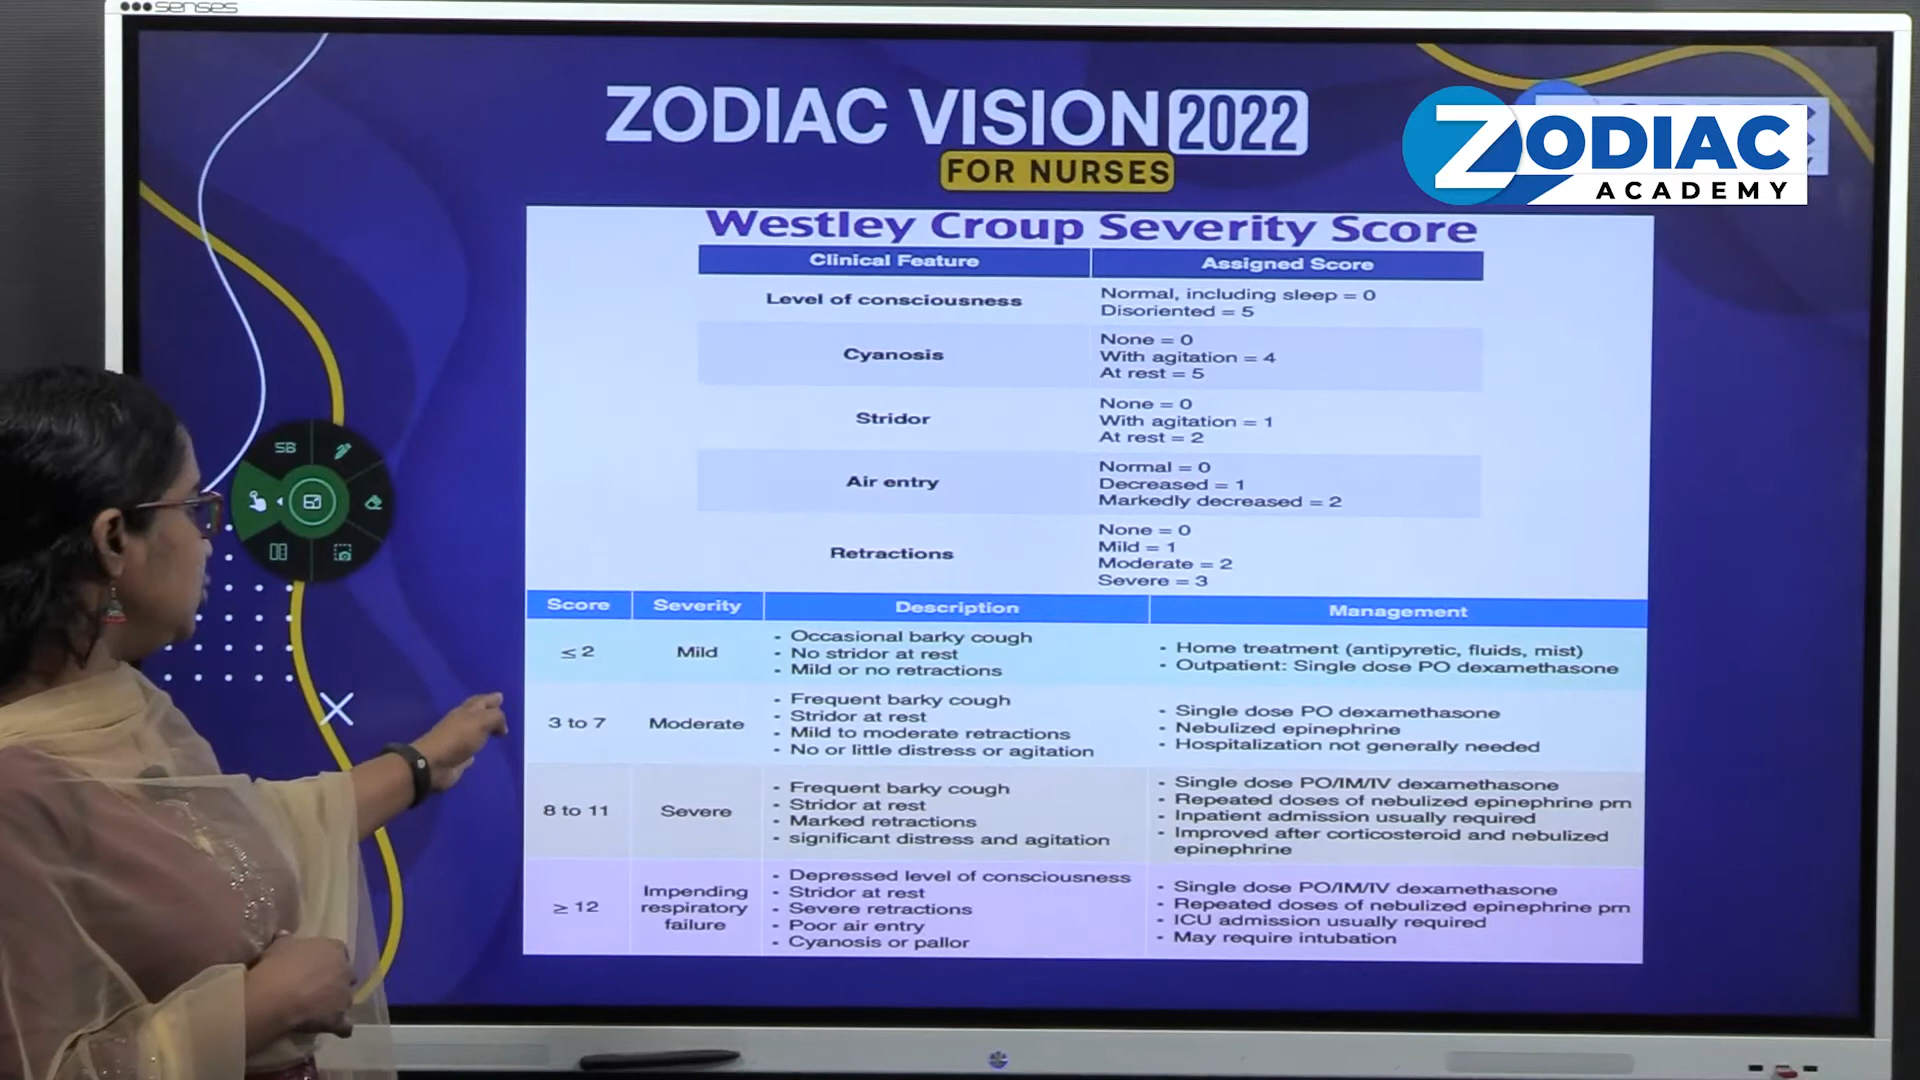 senses
ZODIAC VISION 2022
FOR NURSES
ZODIAC
ACADEMY
Westley Croup Severity Score
Clinical Feature Assigned Score
Level of consciousness
Normal, including sleep = 0
Disoriented = 5
Cyanosis
None = 0
With agitation = 4
At rest = 5
Stridor
None = 0
With agitation = 1
At rest = 2
Air entry
Normal = 0
Decreased = 1
Markedly decreased = 2
Retractions
None = 0
Mild = 1
Moderate = 2
Severe = 3
SB
Score Severity Description Management
≤ 2
Mild
- Occasional barky cough
- No stridor at rest
- Mild or no retractions
- Home treatment (antipyretic, fluids, mist)
- Outpatient: Single dose PO dexamethasone
3 to 7
Moderate
- Frequent barky cough
- Stridor at rest
- Mild to moderate retractions
- No or little distress or agitation
- Single dose PO dexamethasone
- Nebulized epinephrine
- Hospitalization not generally needed
8 to 11
Severe
- Frequent barky cough
- Stridor at rest
- Marked retractions
- significant distress and agitation
- Single dose PO/IM/IV dexamethasone
- Repeated doses of nebulized epinephrine prn
- Inpatient admission usually required
- Improved after corticosteroid and nebulized
epinephrine
≥ 12
Impending
respiratory
failure
- Depressed level of consciousness
- Stridor at rest
- Severe retractions
- Poor air entry
- Cyanosis or pallor
- Single dose PO/IM/IV dexamethasone
- Repeated doses of nebulized epinephrine prn
- ICU admission usually required
- May require intubation